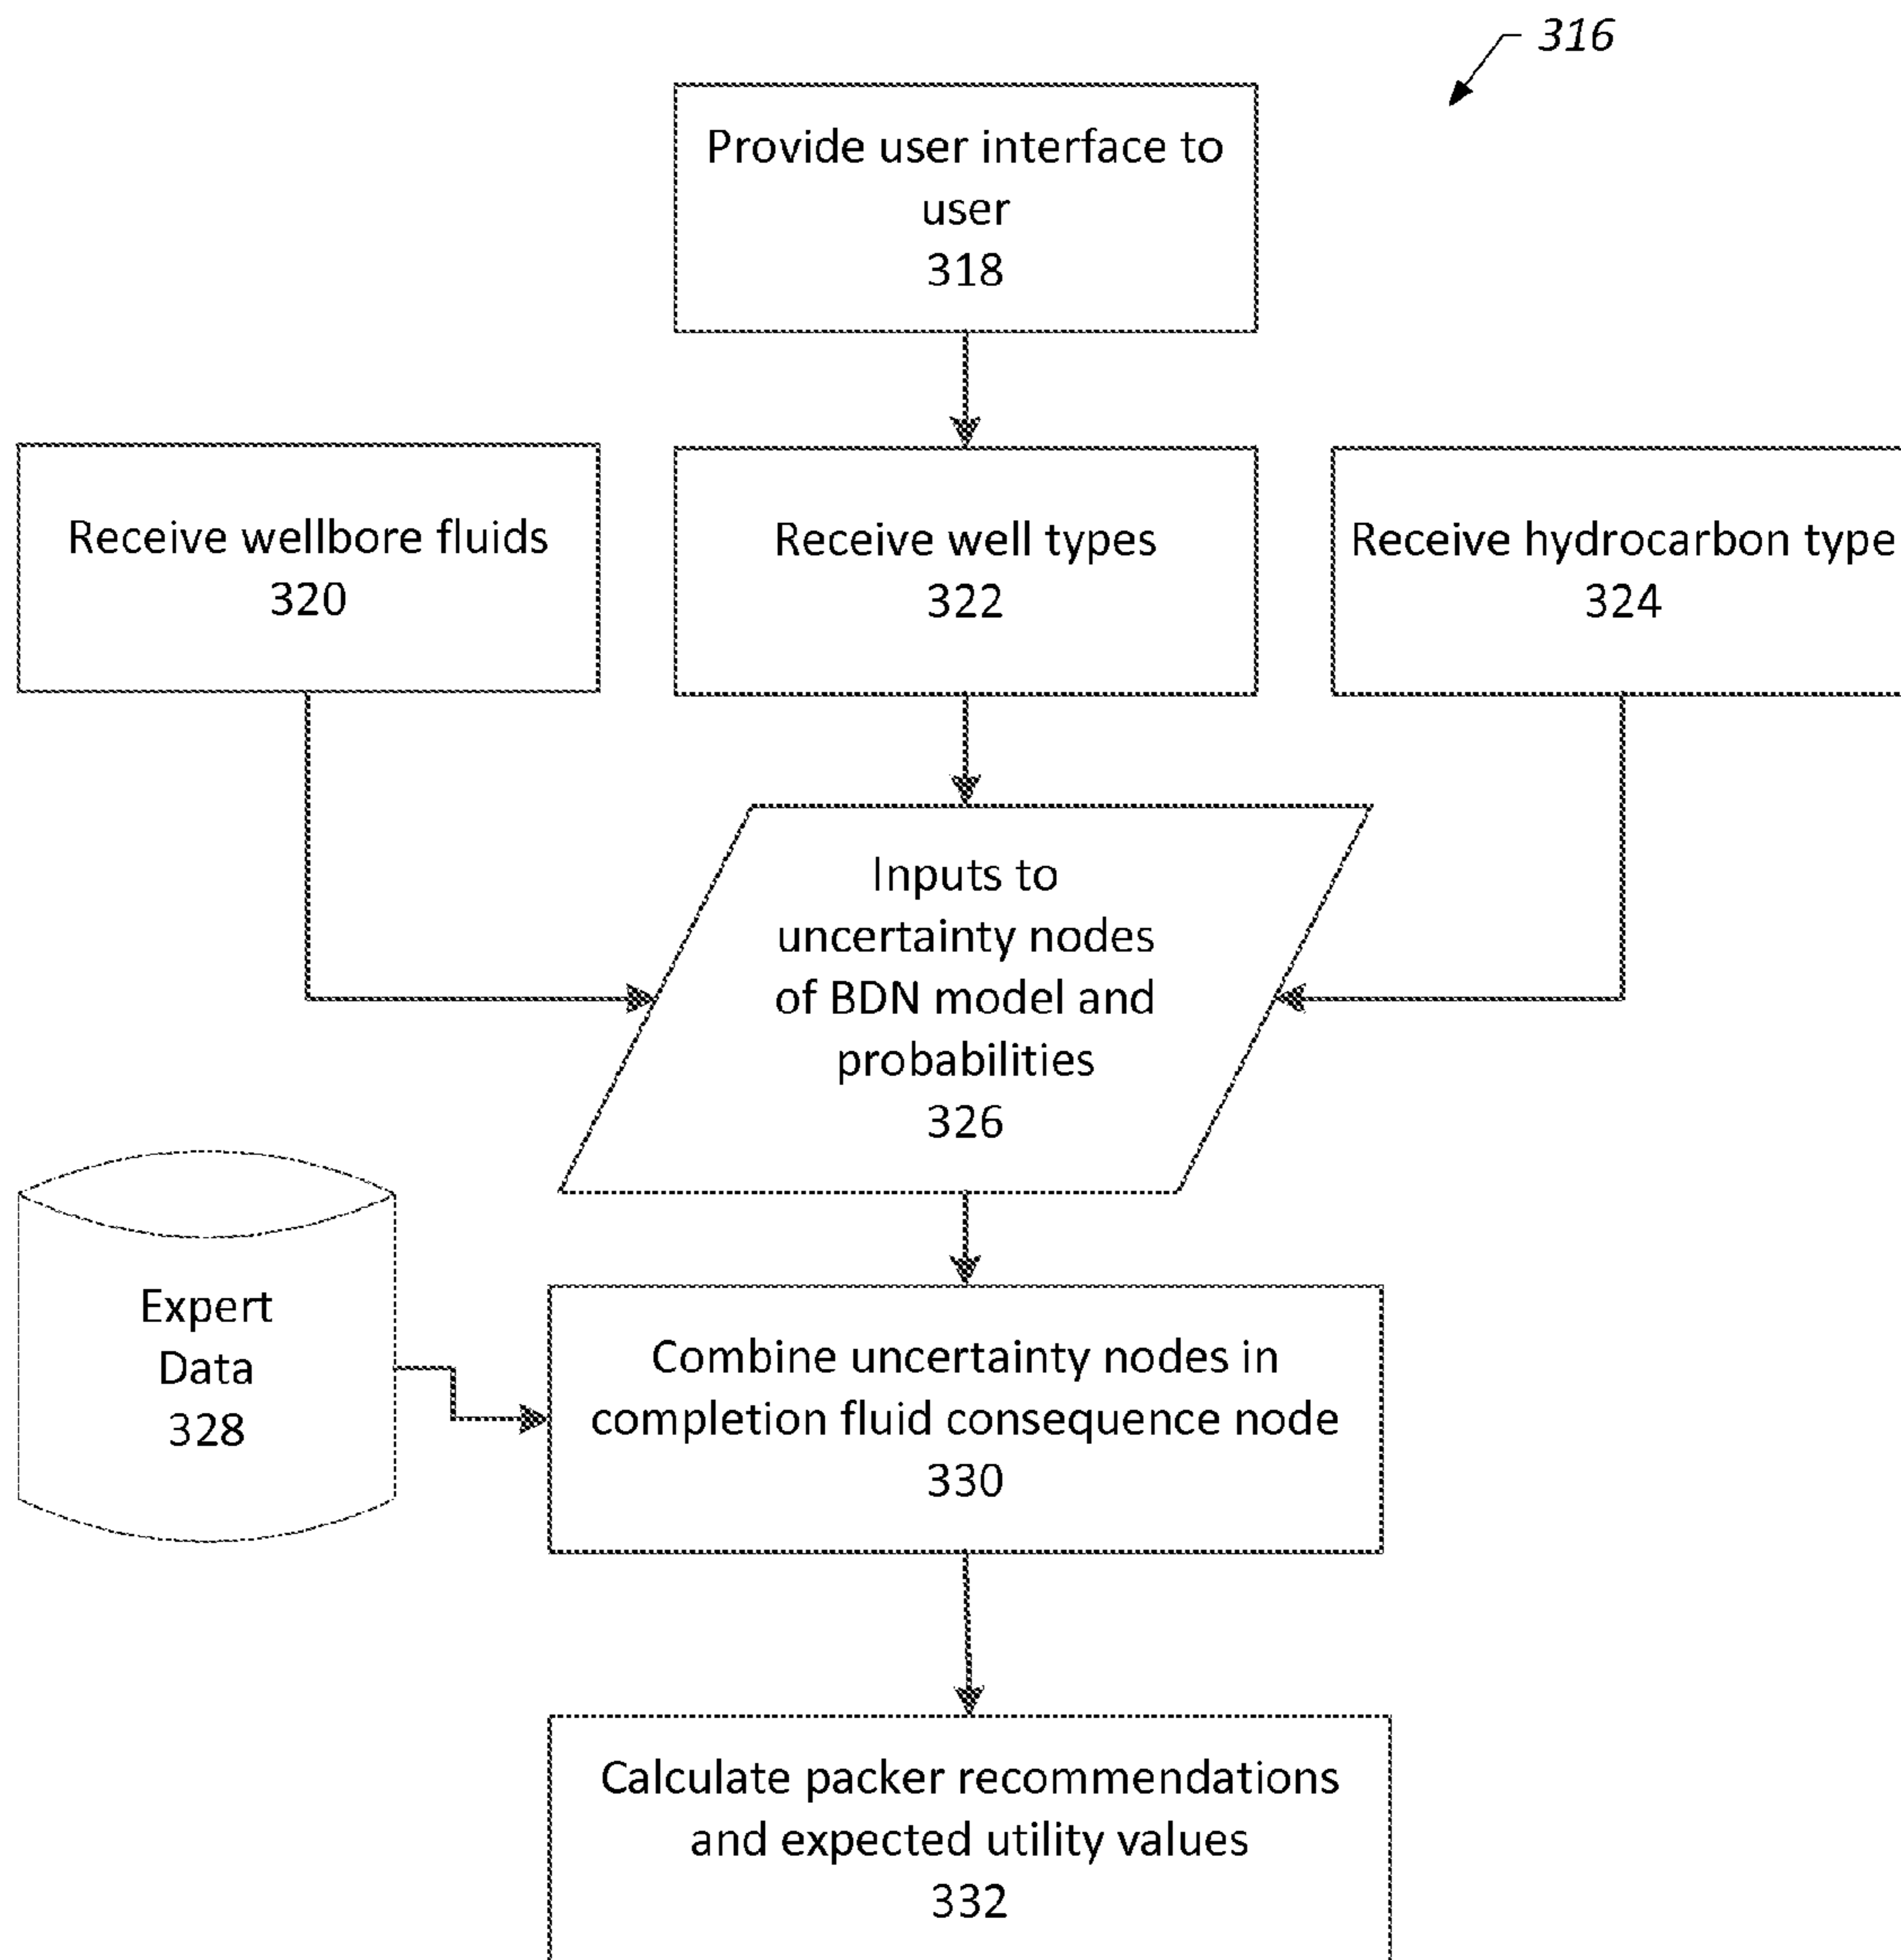 316
Provide user interface to
user
318
Receive wellbore fluids
320
Receive well types
322
Receive hydrocarbon type
324
Inputs to
uncertainty nodes
of BDN model and
probabilities
326
Expert
Data
328
Combine uncertainty nodes in
completion fluid consequence node
330
Calculate packer recommendations
and expected utility values
332